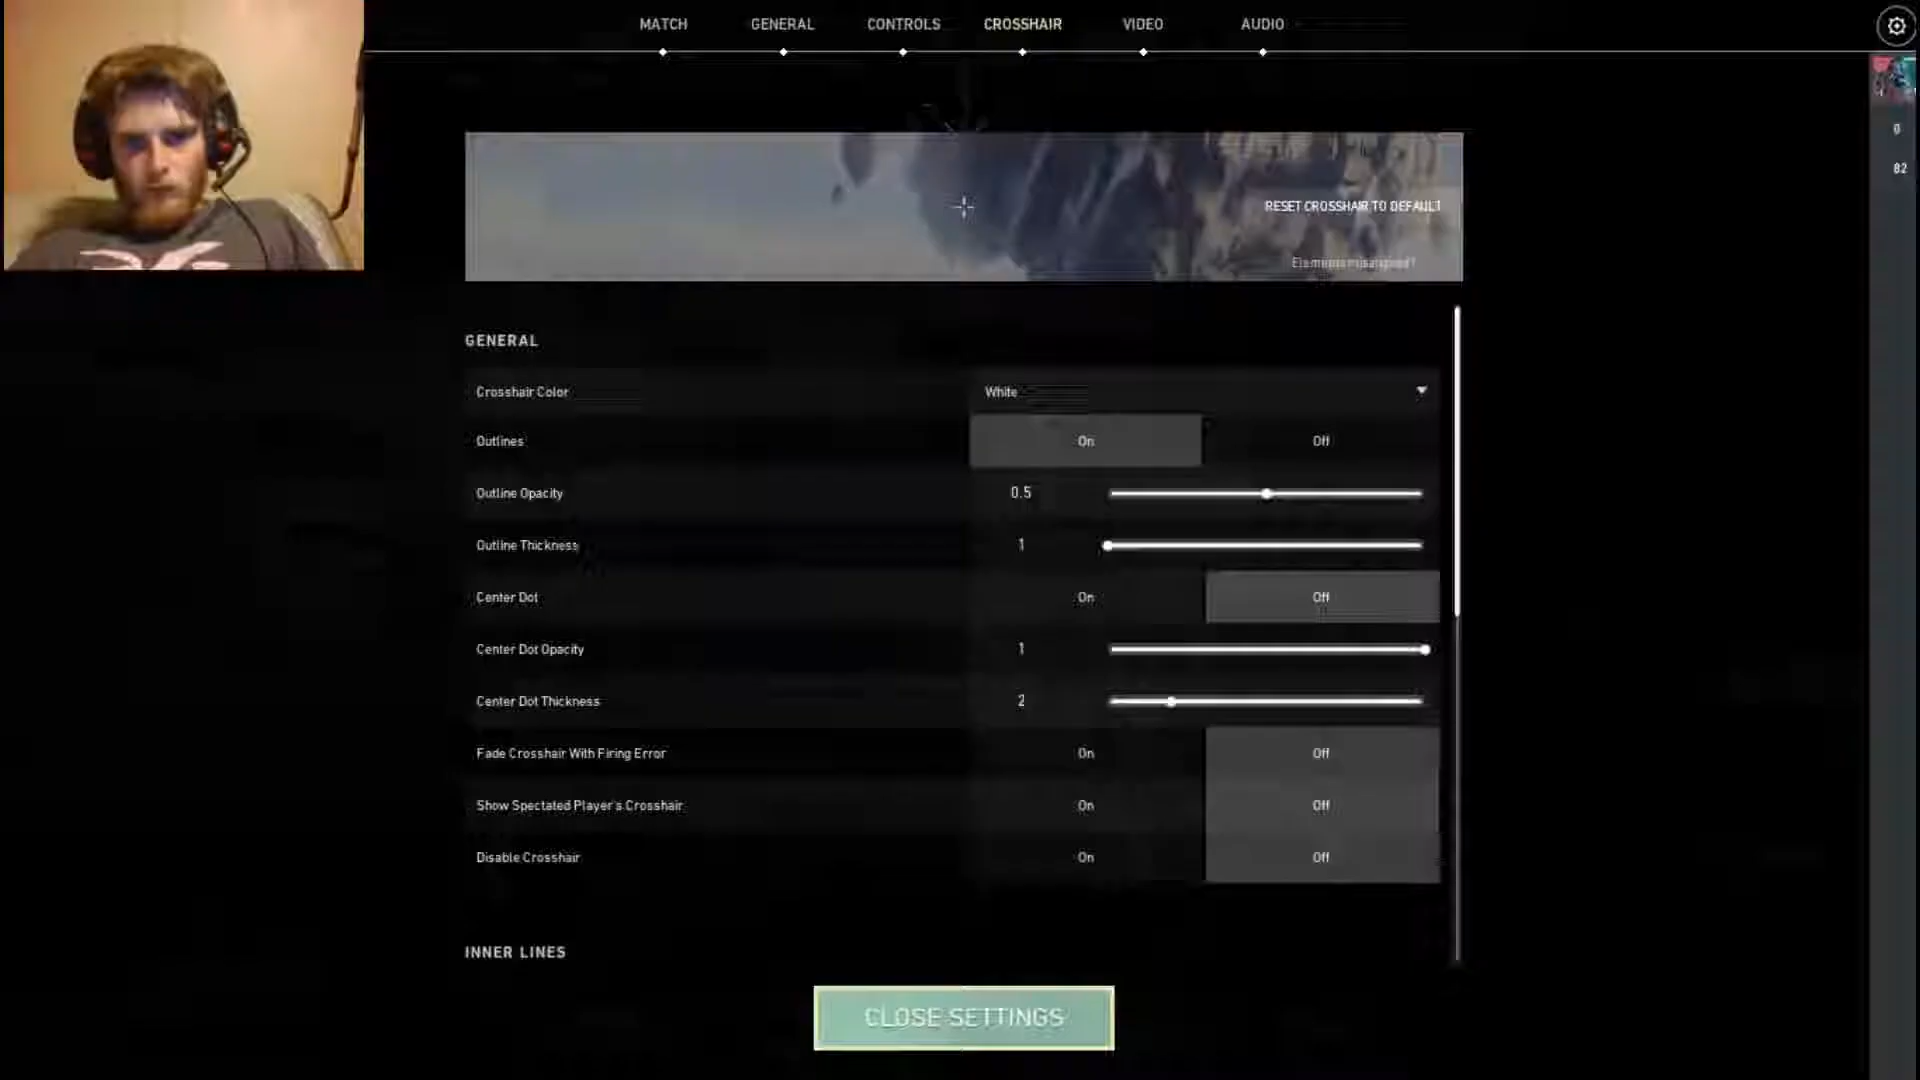 MATCH GENERAL CONTROLS CROSSHAIR VIDEO AUDIO
0
82
RESET CROSSHAIR TO DEFAULT
Elements misaligned?
GENERAL
Crosshair Color White
Outlines On Off
Outline Opacity 0.5
Outline Thickness 1
Center Dot On Off
Center Dot Opacity 1
Center Dot Thickness 2
Fade Crosshair With Firing Error On Off
Show Spectated Player's Crosshair On Off
Disable Crosshair On Off
INNER LINES
CLOSE SETTINGS